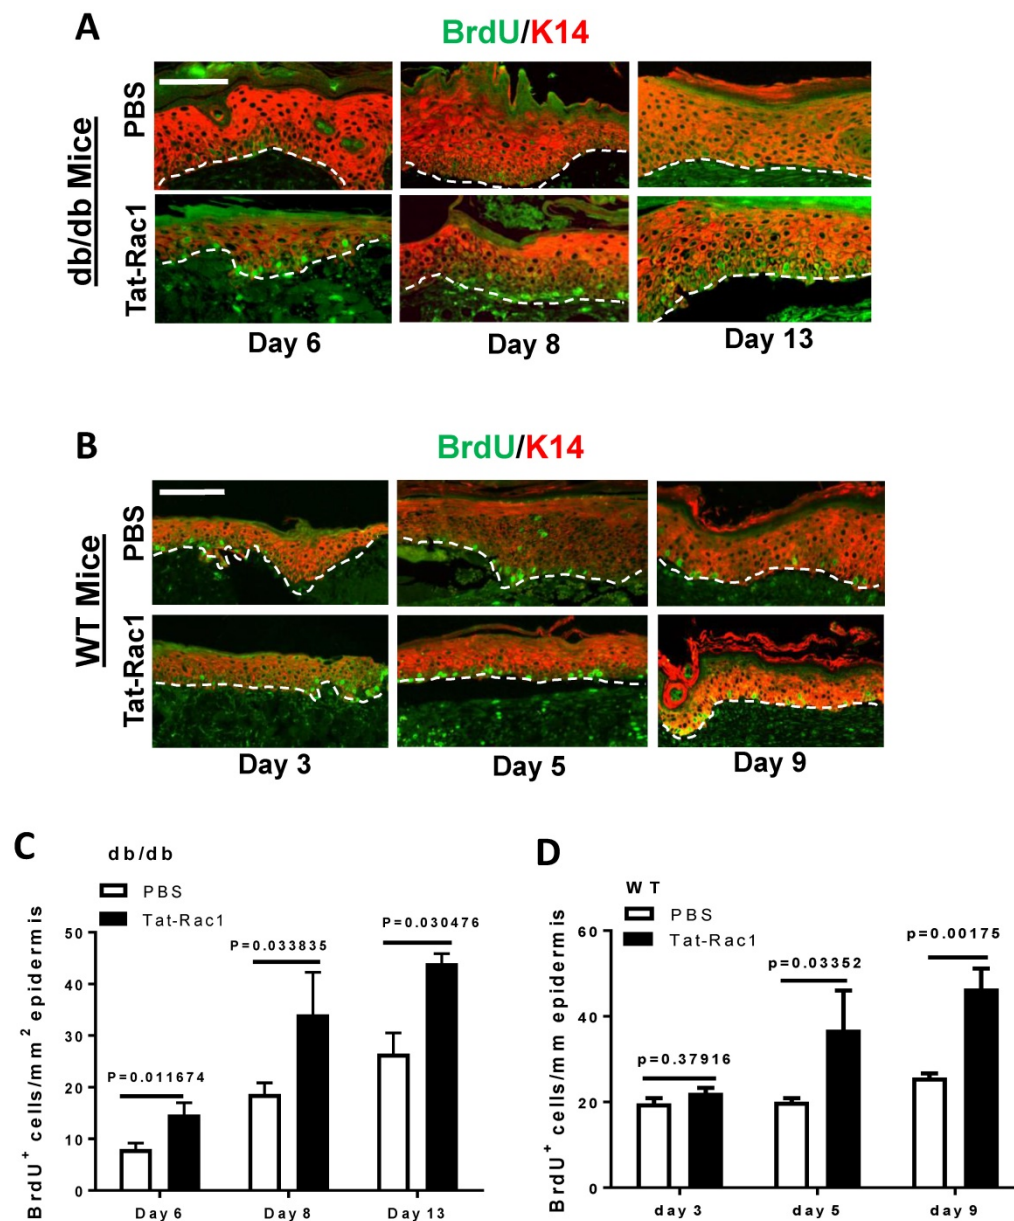 A
BrdU/K14
db/db Mice
PBS
Tat-Rac1
Day 6
Day 8
Day 13
B
BrdU/K14
WT Mice
PBS
Tat-Rac1
Day 3
Day 5
Day 9
C
db/db
PBS
Tat-Rac1
BrdU+ cells/mm2 epidermis
50
40
30
20
10
0
P=0.011674
P=0.033835
P=0.030476
Day 6
Day 8
Day 13
D
WT
PBS
Tat-Rac1
BrdU+ cells/mm epidermis
60
40
20
0
p=0.37916
p=0.03352
p=0.00175
day 3
day 5
day 9